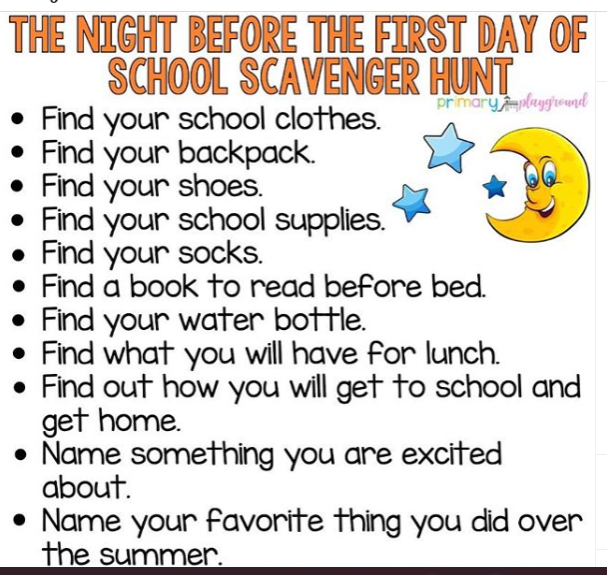 THE NIGHT BEFORE THE FIRST DAY OF
SCHOOL SCAVENGER HUNT
primary playground
• Find your school clothes.
• Find your backpack.
• Find your shoes.
• Find your school supplies.
• Find your socks.
• Find a book to read before bed.
• Find your water bottle.
• Find what you will have for lunch.
• Find out how you will get to school and
get home.
• Name something you are excited
about.
• Name your favorite thing you did over
the summer.